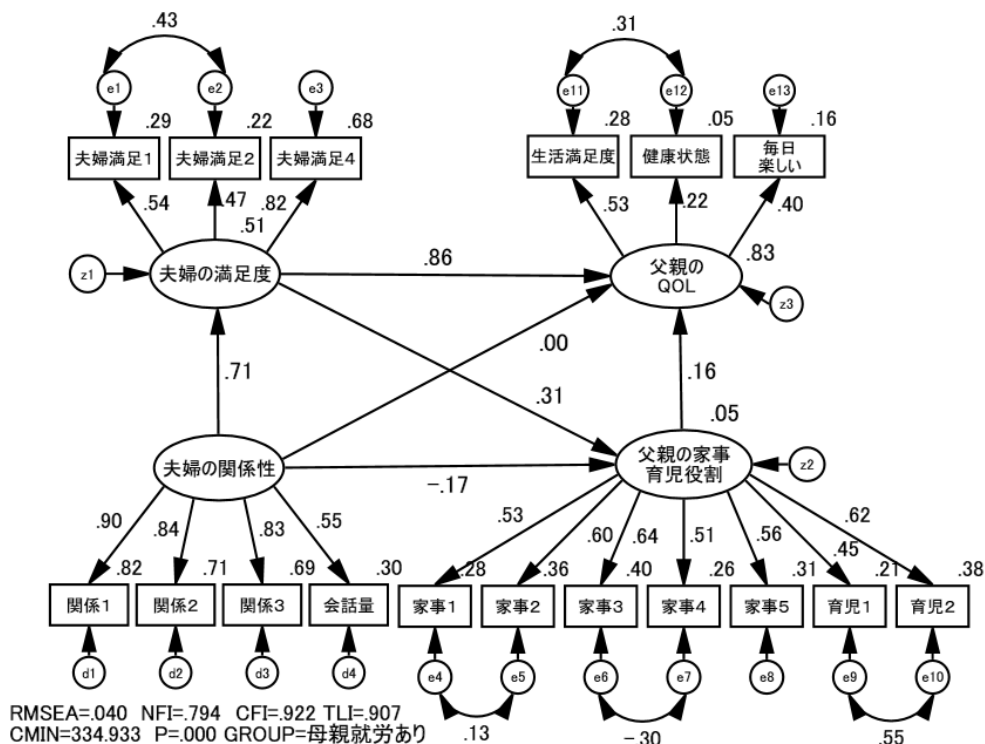 .43
.31
e1
e2
e3
e11
e12
e13
.29
.22
.68
.28
.05
.16
夫婦満足1
夫婦満足2
夫婦満足4
生活満足度
健康状態
毎日
楽しい
.54
.47
.82
.53
.22
.40
.51
.83
z1
夫婦の満足度
.86
父親の
QOL
z3
.00
.71
.31
.16
.05
夫婦の関係性
-.17
父親の家事
育児役割
z2
.90
.84
.83
.55
.53
.60
.64
.51
.56
.45
.62
.82
.71
.69
.30
.28
.36
.40
.26
.31
.21
.38
関係1
関係2
関係3
会話量
家事1
家事2
家事3
家事4
家事5
育児1
育児2
d1
d2
d3
d4
e4
e5
e6
e7
e8
e9
e10
.13
-.30
.55
RMSEA=.040 NFI=.794 CFI=.922 TLI=.907
CMIN=334.933 P=.000 GROUP=母親就労あり